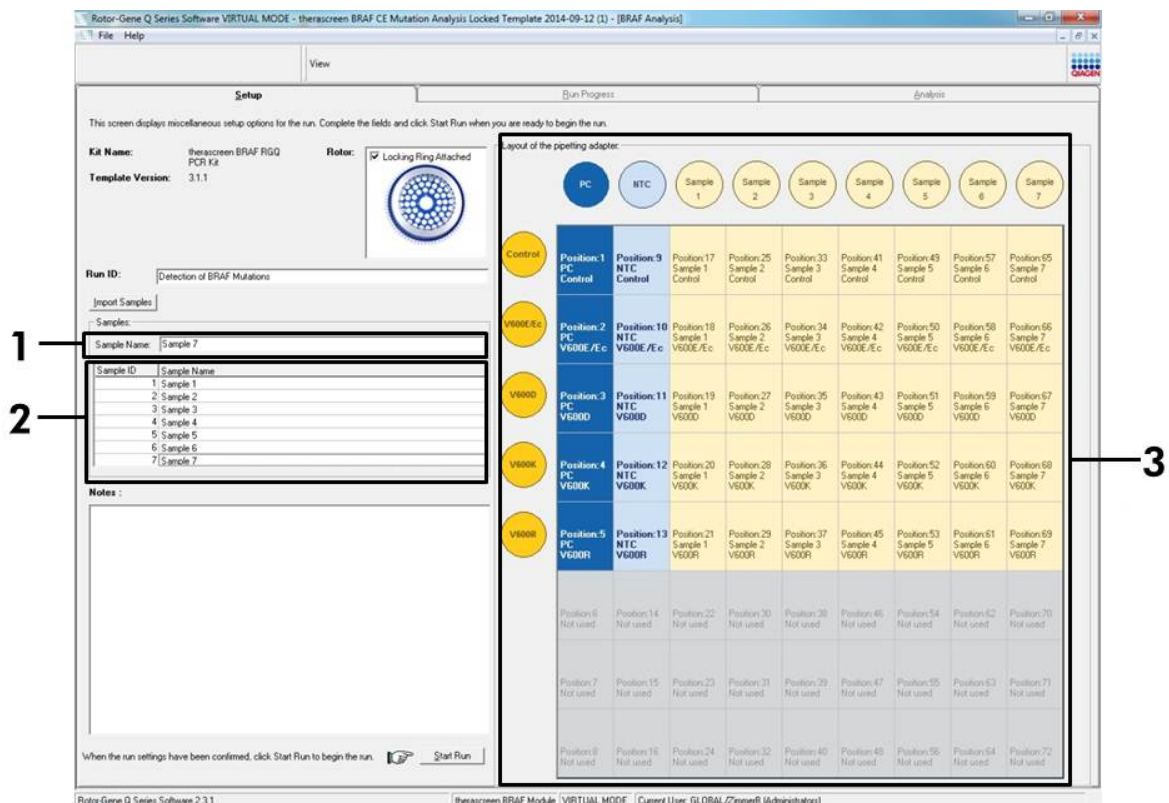 Rotor-Gene Q Series Software VIRTUAL MODE - therascreen BRAF CE Mutation Analysis Locked Template 2014-09-12 (1) - [BRAF Analysis]
File Help
View
QIAGEN
Setup
Run Progress
Analysis
This screen displays miscellaneous setup options for the run. Complete the fields and click Start Run when you are ready to begin the run.
Kit Name: therascreen BRAF RGQ PCR Kit
Template Version: 3.1.1
Rotor: Locking Ring Attached
Run ID: Detection of BRAF Mutations
Import Samples
Samples:
1
Sample Name: Sample 7
2
Sample ID Sample Name
1 Sample 1
2 Sample 2
3 Sample 3
4 Sample 4
5 Sample 5
6 Sample 6
7 Sample 7
Notes :
When the run settings have been confirmed, click Start Run to begin the run. Start Run
Layout of the pipetting adapter:
3
PC NTC Sample 1 Sample 2 Sample 3 Sample 4 Sample 5 Sample 6 Sample 7
Control
Position:1 Position:9 Position:17 Position:25 Position:33 Position:41 Position:49 Position:57 Position:65
PC NTC Sample 1 Sample 2 Sample 3 Sample 4 Sample 5 Sample 6 Sample 7
Control Control Control Control Control Control Control Control Control
V600E/Ec
Position:2 Position:10 Position:18 Position:26 Position:34 Position:42 Position:50 Position:58 Position:66
PC NTC Sample 1 Sample 2 Sample 3 Sample 4 Sample 5 Sample 6 Sample 7
V600E/Ec V600E/Ec V600E/Ec V600E/Ec V600E/Ec V600E/Ec V600E/Ec V600E/Ec V600E/Ec
V600D
Position:3 Position:11 Position:19 Position:27 Position:35 Position:43 Position:51 Position:59 Position:67
PC NTC Sample 1 Sample 2 Sample 3 Sample 4 Sample 5 Sample 6 Sample 7
V600D V600D V600D V600D V600D V600D V600D V600D V600D
V600K
Position:4 Position:12 Position:20 Position:28 Position:36 Position:44 Position:52 Position:60 Position:68
PC NTC Sample 1 Sample 2 Sample 3 Sample 4 Sample 5 Sample 6 Sample 7
V600K V600K V600K V600K V600K V600K V600K V600K V600K
V600R
Position:5 Position:13 Position:21 Position:29 Position:37 Position:45 Position:53 Position:61 Position:69
PC NTC Sample 1 Sample 2 Sample 3 Sample 4 Sample 5 Sample 6 Sample 7
V600R V600R V600R V600R V600R V600R V600R V600R V600R
Position:6 Position:14 Position:22 Position:30 Position:38 Position:46 Position:54 Position:62 Position:70
Not used Not used Not used Not used Not used Not used Not used Not used Not used
Position:7 Position:15 Position:23 Position:31 Position:39 Position:47 Position:55 Position:63 Position:71
Not used Not used Not used Not used Not used Not used Not used Not used Not used
Position:8 Position:16 Position:24 Position:32 Position:40 Position:48 Position:56 Position:64 Position:72
Not used Not used Not used Not used Not used Not used Not used Not used Not used
Rotor-Gene Q Series Software 2.3.1
therascreen BRAF Module VIRTUAL MODE Current User: GLOBAL/ZimmerB (Administrators)